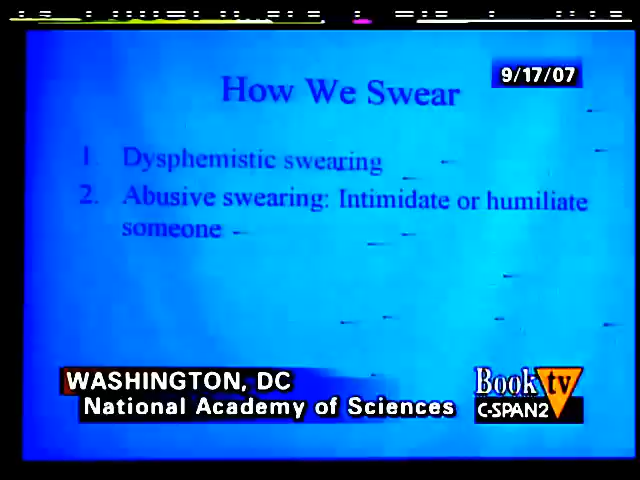 9/17/07
How We Swear
1. Dysphemistic swearing
2. Abusive swearing: Intimidate or humiliate
someone
WASHINGTON, DC
National Academy of Sciences
Book tv
C-SPAN2